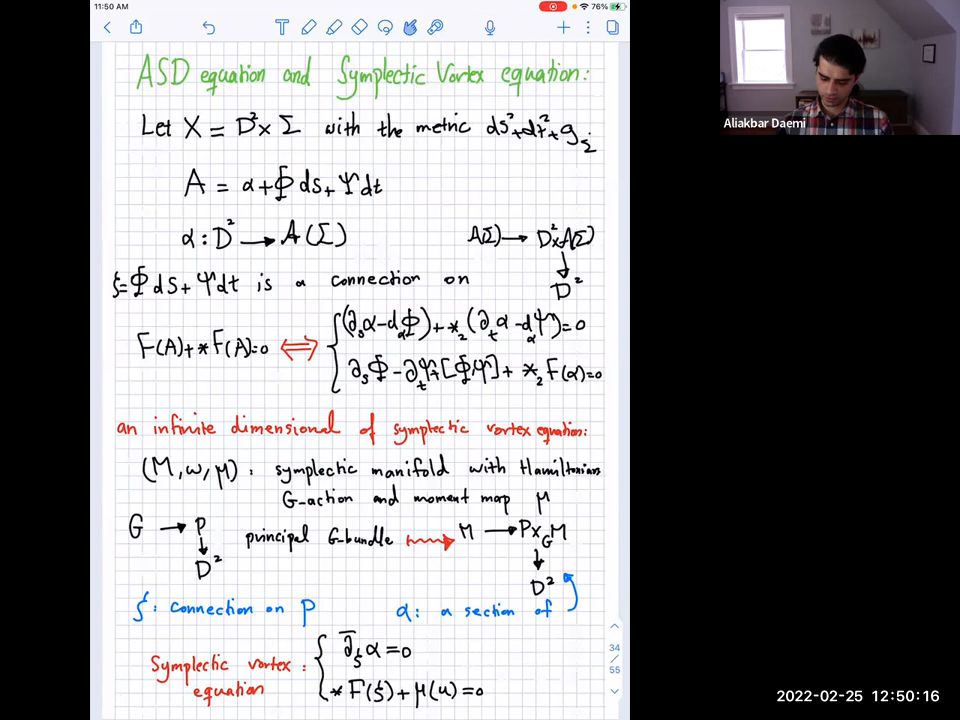 11:50 AM
76%
ASD equation and Symplectic Vortex equation:
Let X = D² x Σ with the metric ds²+dt²+g_Σ
A = α + Φ ds + Ψ dt
α : D² → A(Σ)
A(Σ) → D² x A(Σ)
↓
D²
ξ = Φ ds + Ψ dt is a connection on
F(A) + *F(A) = 0 ⟺ { (∂_s α - d_α Φ) + *₂ (∂_t α - d_α Ψ) = 0
∂_s Φ - ∂_t Ψ + [Φ, Ψ] + *₂ F(α) = 0
an infinite dimensional of symplectic vortex equation:
(M, ω, μ) : symplectic manifold with Hamiltonian
G-action and moment map μ
G → P principal G-bundle ⇝ M → P x_G M
↓ ↓
D² D²
ξ : connection on P α : a section of
Symplectic vortex equation : { ∂̄_ξ α = 0
* F(ξ) + μ(u) = 0
34
/
55
Aliakbar Daemi
2022-02-25 12:50:16